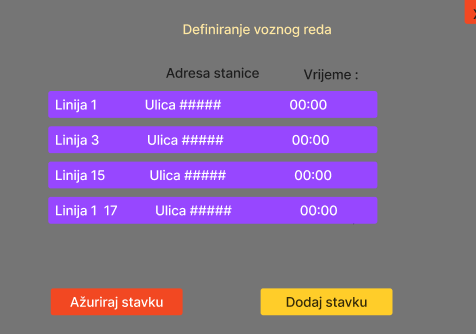 Definiranje voznog reda
Adresa stanice Vrijeme :
Linija 1 Ulica ##### 00:00
Linija 3 Ulica ##### 00:00
Linija 15 Ulica ##### 00:00
Linija 1 17 Ulica ##### 00:00
Ažuriraj stavku Dodaj stavku